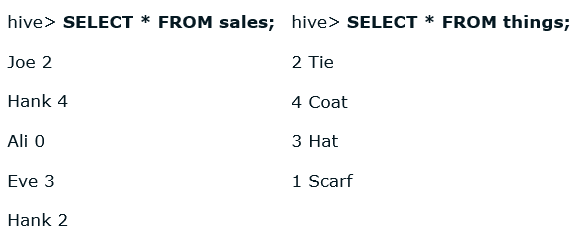 hive> SELECT * FROM sales;
Joe 2
Hank 4
Ali 0
Eve 3
Hank 2
hive> SELECT * FROM things;
2 Tie
4 Coat
3 Hat
1 Scarf